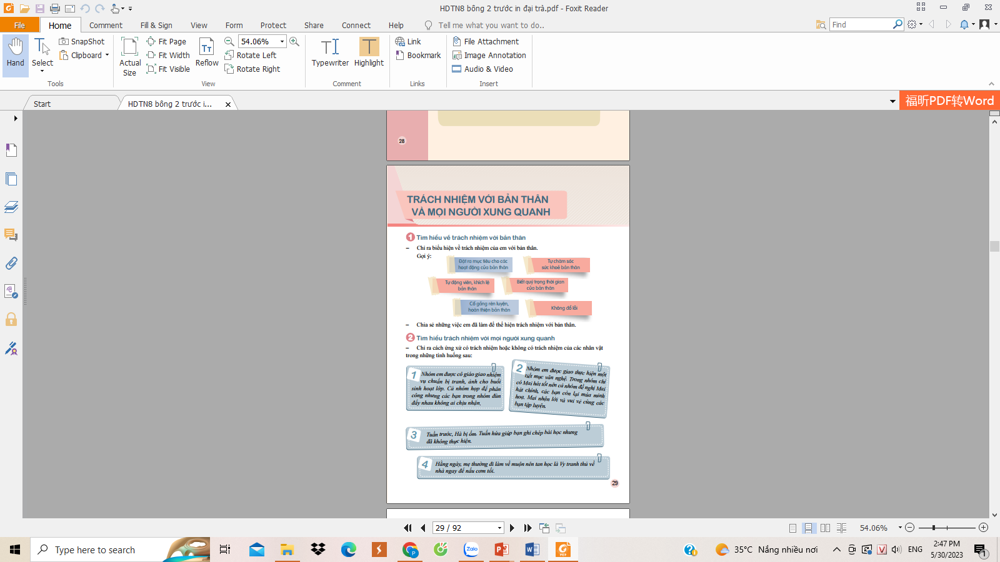 HDTN8 bông 2 trước in đại trà.pdf - Foxit Reader
File Home Comment Fill & Sign View Form Protect Share Connect Help Tell me what you want to do.. Find
Hand
Select
SnapShot
Clipboard
Tools
Actual Size
Fit Page
Fit Width
Fit Visible
Reflow
54.06%
Rotate Left
Rotate Right
View
Typewriter
Highlight
Comment
Link
Bookmark
Links
File Attachment
Image Annotation
Audio & Video
Insert
Start
HDTN8 bông 2 trước i...
福昕PDF转Word
28
TRÁCH NHIỆM VỚI BẢN THÂN
VÀ MỌI NGƯỜI XUNG QUANH
1 Tìm hiểu về trách nhiệm với bản thân
– Chỉ ra biểu hiện về trách nhiệm của em với bản thân.
Gợi ý:
Đặt ra mục tiêu cho các
hoạt động của bản thân
Tự chăm sóc
sức khoẻ bản thân
Tự động viên, khích lệ
bản thân
Biết quý trọng thời gian
của bản thân
Cố gắng rèn luyện,
hoàn thiện bản thân
Không đổ lỗi
– Chia sẻ những việc em đã làm để thể hiện trách nhiệm với bản thân.
2 Tìm hiểu trách nhiệm với mọi người xung quanh
– Chỉ ra cách ứng xử có trách nhiệm hoặc không có trách nhiệm của các nhân vật
trong những tình huống sau:
1 Nhóm em được cô giáo giao nhiệm
vụ chuẩn bị tranh, ảnh cho buổi
sinh hoạt lớp. Cả nhóm họp để phân
công nhưng các bạn trong nhóm đùn
đẩy nhau không ai chịu nhận.
2 Nhóm em được giao thực hiện một
tiết mục văn nghệ. Trong nhóm chỉ
có Mai hát tốt nên cả nhóm đề nghị Mai
hát chính, các bạn còn lại múa minh
hoạ. Mai nhận lời và vui vẻ cùng các
bạn tập luyện.
3 Tuần trước, Hà bị ốm. Tuấn hứa giúp bạn ghi chép bài học nhưng
đã không thực hiện.
4 Hằng ngày, mẹ thường đi làm về muộn nên tan học là Vy tranh thủ về
nhà ngay để nấu cơm tối.
29
29 / 92
54.06%
Type here to search
Zalo
35°C Nắng nhiều nơi
ENG
2:47 PM
5/30/2023
1